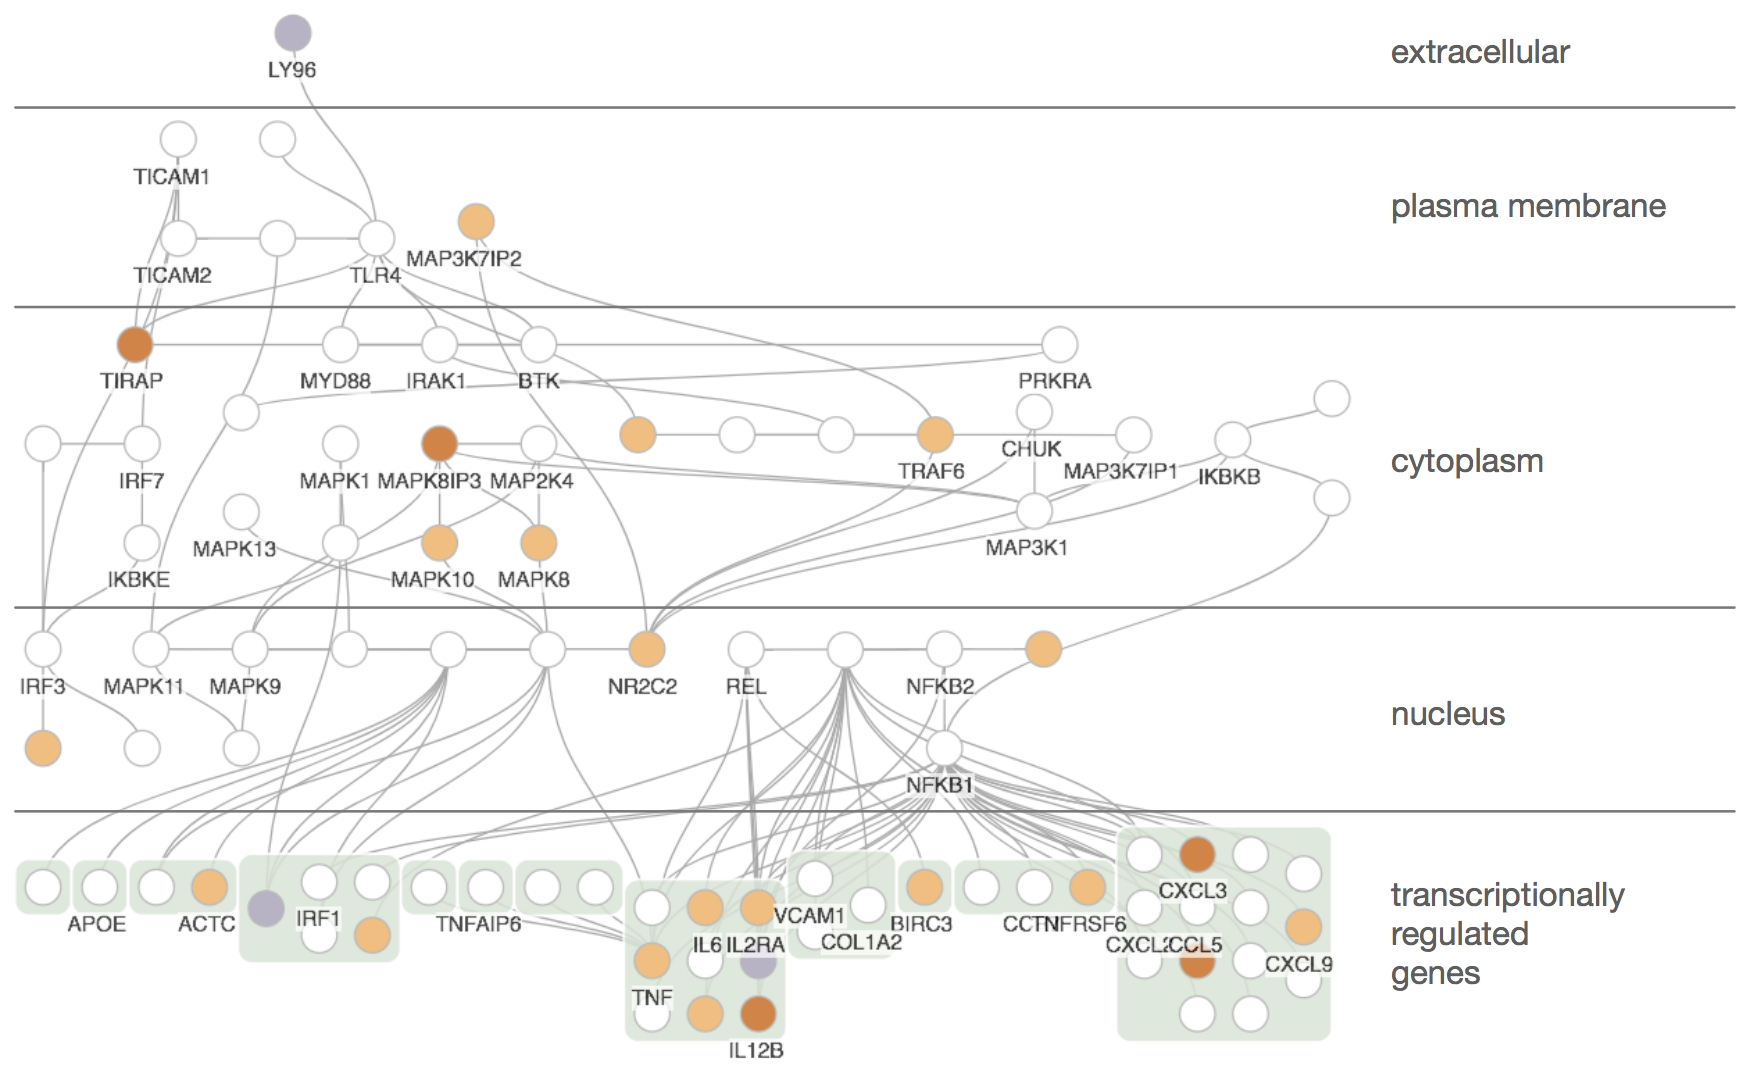 LY96
extracellular
TICAM1
plasma membrane
MAP3K7IP2
TICAM2
TLR4
TIRAP
MYD88
IRAK1
BTK
PRKRA
CHUK
cytoplasm
TRAF6
MAP3K7IP1
IKBKB
IRF7
MAPK1
MAPK8IP3
MAP2K4
MAPK13
MAP3K1
IKBKE
MAPK10
MAPK8
IRF3
MAPK11
MAPK9
NR2C2
REL
NFKB2
nucleus
NFKB1
CXCL3
transcriptionally
regulated
genes
APOE
ACTC
IRF1
TNFAIP6
VCAM1
BIRC3
TNFRSF6
IL6
IL2RA
COL1A2
CXCL2
CCL5
CXCL9
TNF
IL12B